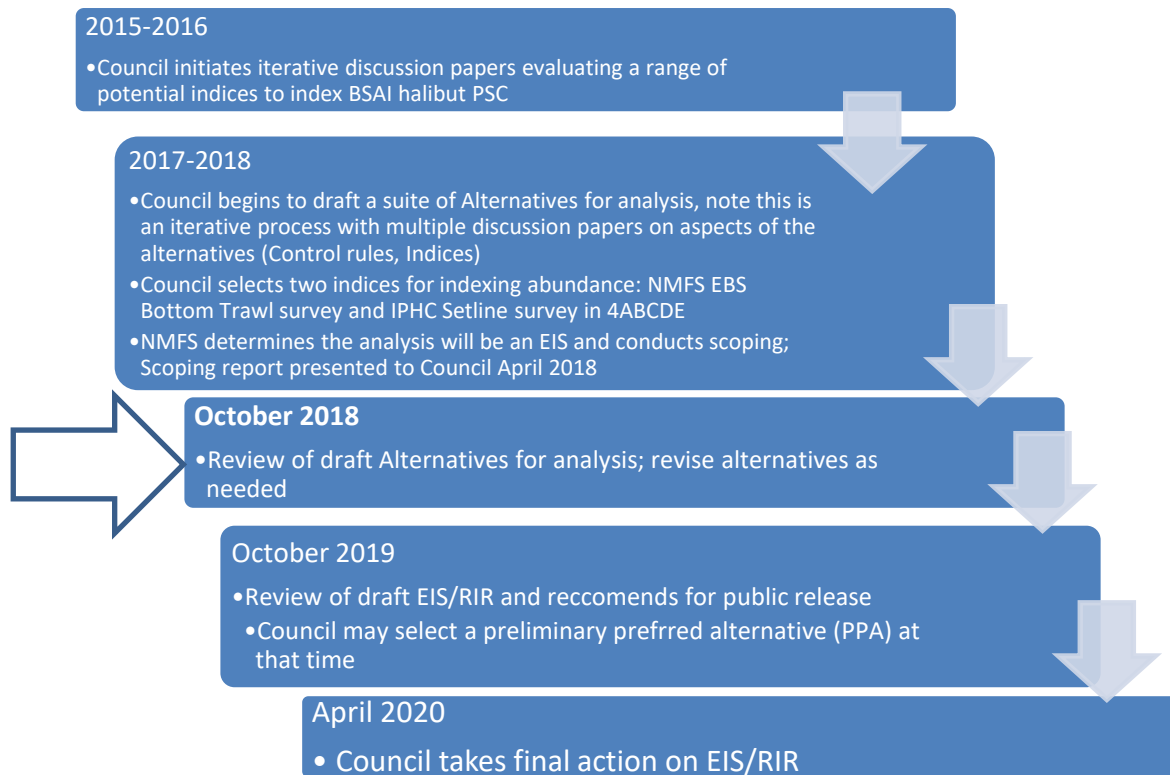 2015-2016
•Council initiates iterative discussion papers evaluating a range of
potential indices to index BSAI halibut PSC
2017-2018
•Council begins to draft a suite of Alternatives for analysis, note this is
an iterative process with multiple discussion papers on aspects of the
alternatives (Control rules, Indices)
•Council selects two indices for indexing abundance: NMFS EBS
Bottom Trawl survey and IPHC Setline survey in 4ABCDE
•NMFS determines the analysis will be an EIS and conducts scoping;
Scoping report presented to Council April 2018
October 2018
•Review of draft Alternatives for analysis; revise alternatives as
needed
October 2019
•Review of draft EIS/RIR and reccomends for public release
•Council may select a preliminary prefrred alternative (PPA) at
that time
April 2020
• Council takes final action on EIS/RIR